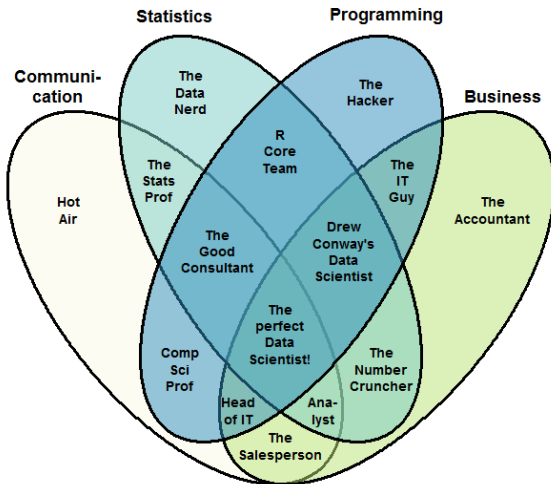 Statistics
Programming
Communi-
cation
Business
The
Data
Nerd
The
Hacker
R
Core
Team
The
Stats
Prof
The
IT
Guy
Hot
Air
The
Accountant
The
Good
Consultant
Drew
Conway's
Data
Scientist
The
perfect
Data
Scientist!
Comp
Sci
Prof
The
Number
Cruncher
Head
of IT
Ana-
lyst
The
Salesperson